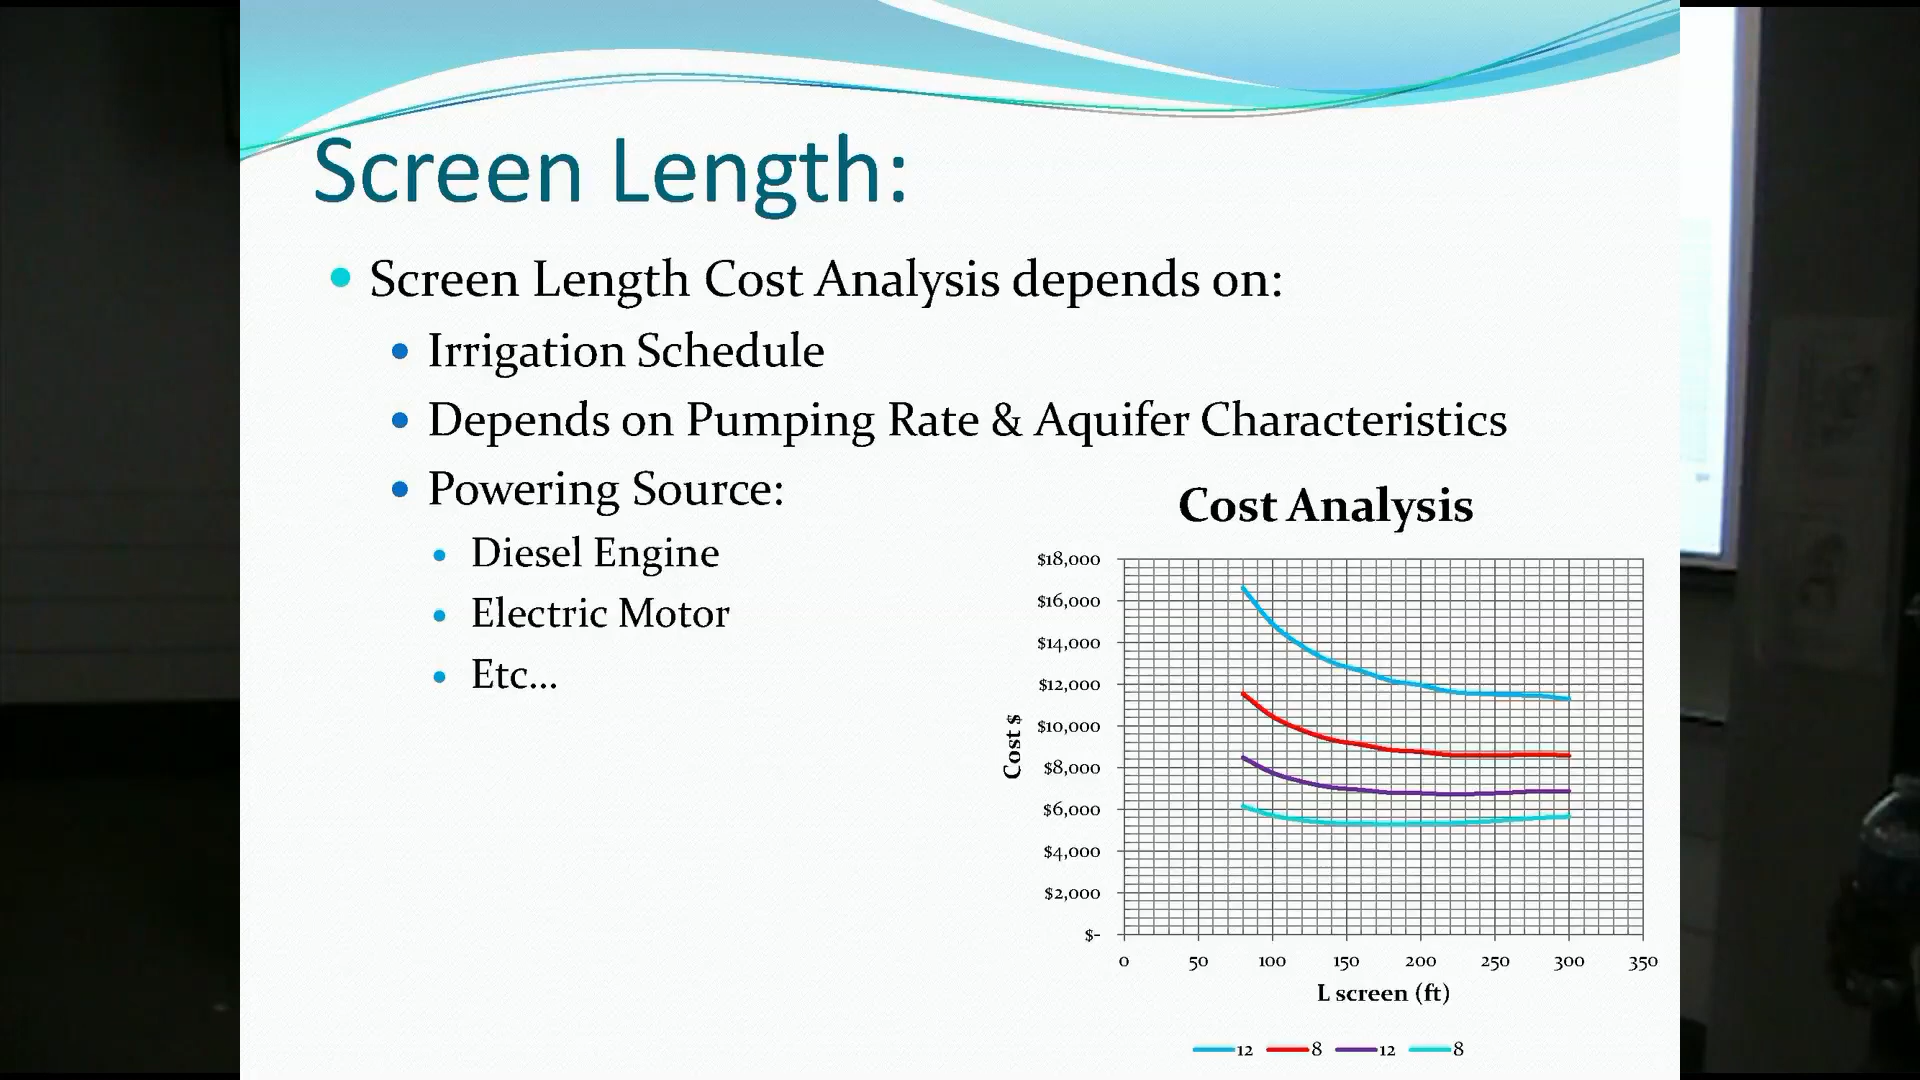 Screen Length:
Screen Length Cost Analysis depends on:
Irrigation Schedule
Depends on Pumping Rate & Aquifer Characteristics
Powering Source:
Diesel Engine
Electric Motor
Etc...
Cost Analysis
$18,000
$16,000
$14,000
$12,000
$10,000
$8,000
$6,000
$4,000
$2,000
$-
Cost $
0 50 100 150 200 250 300 350
L screen (ft)
12 8 12 8